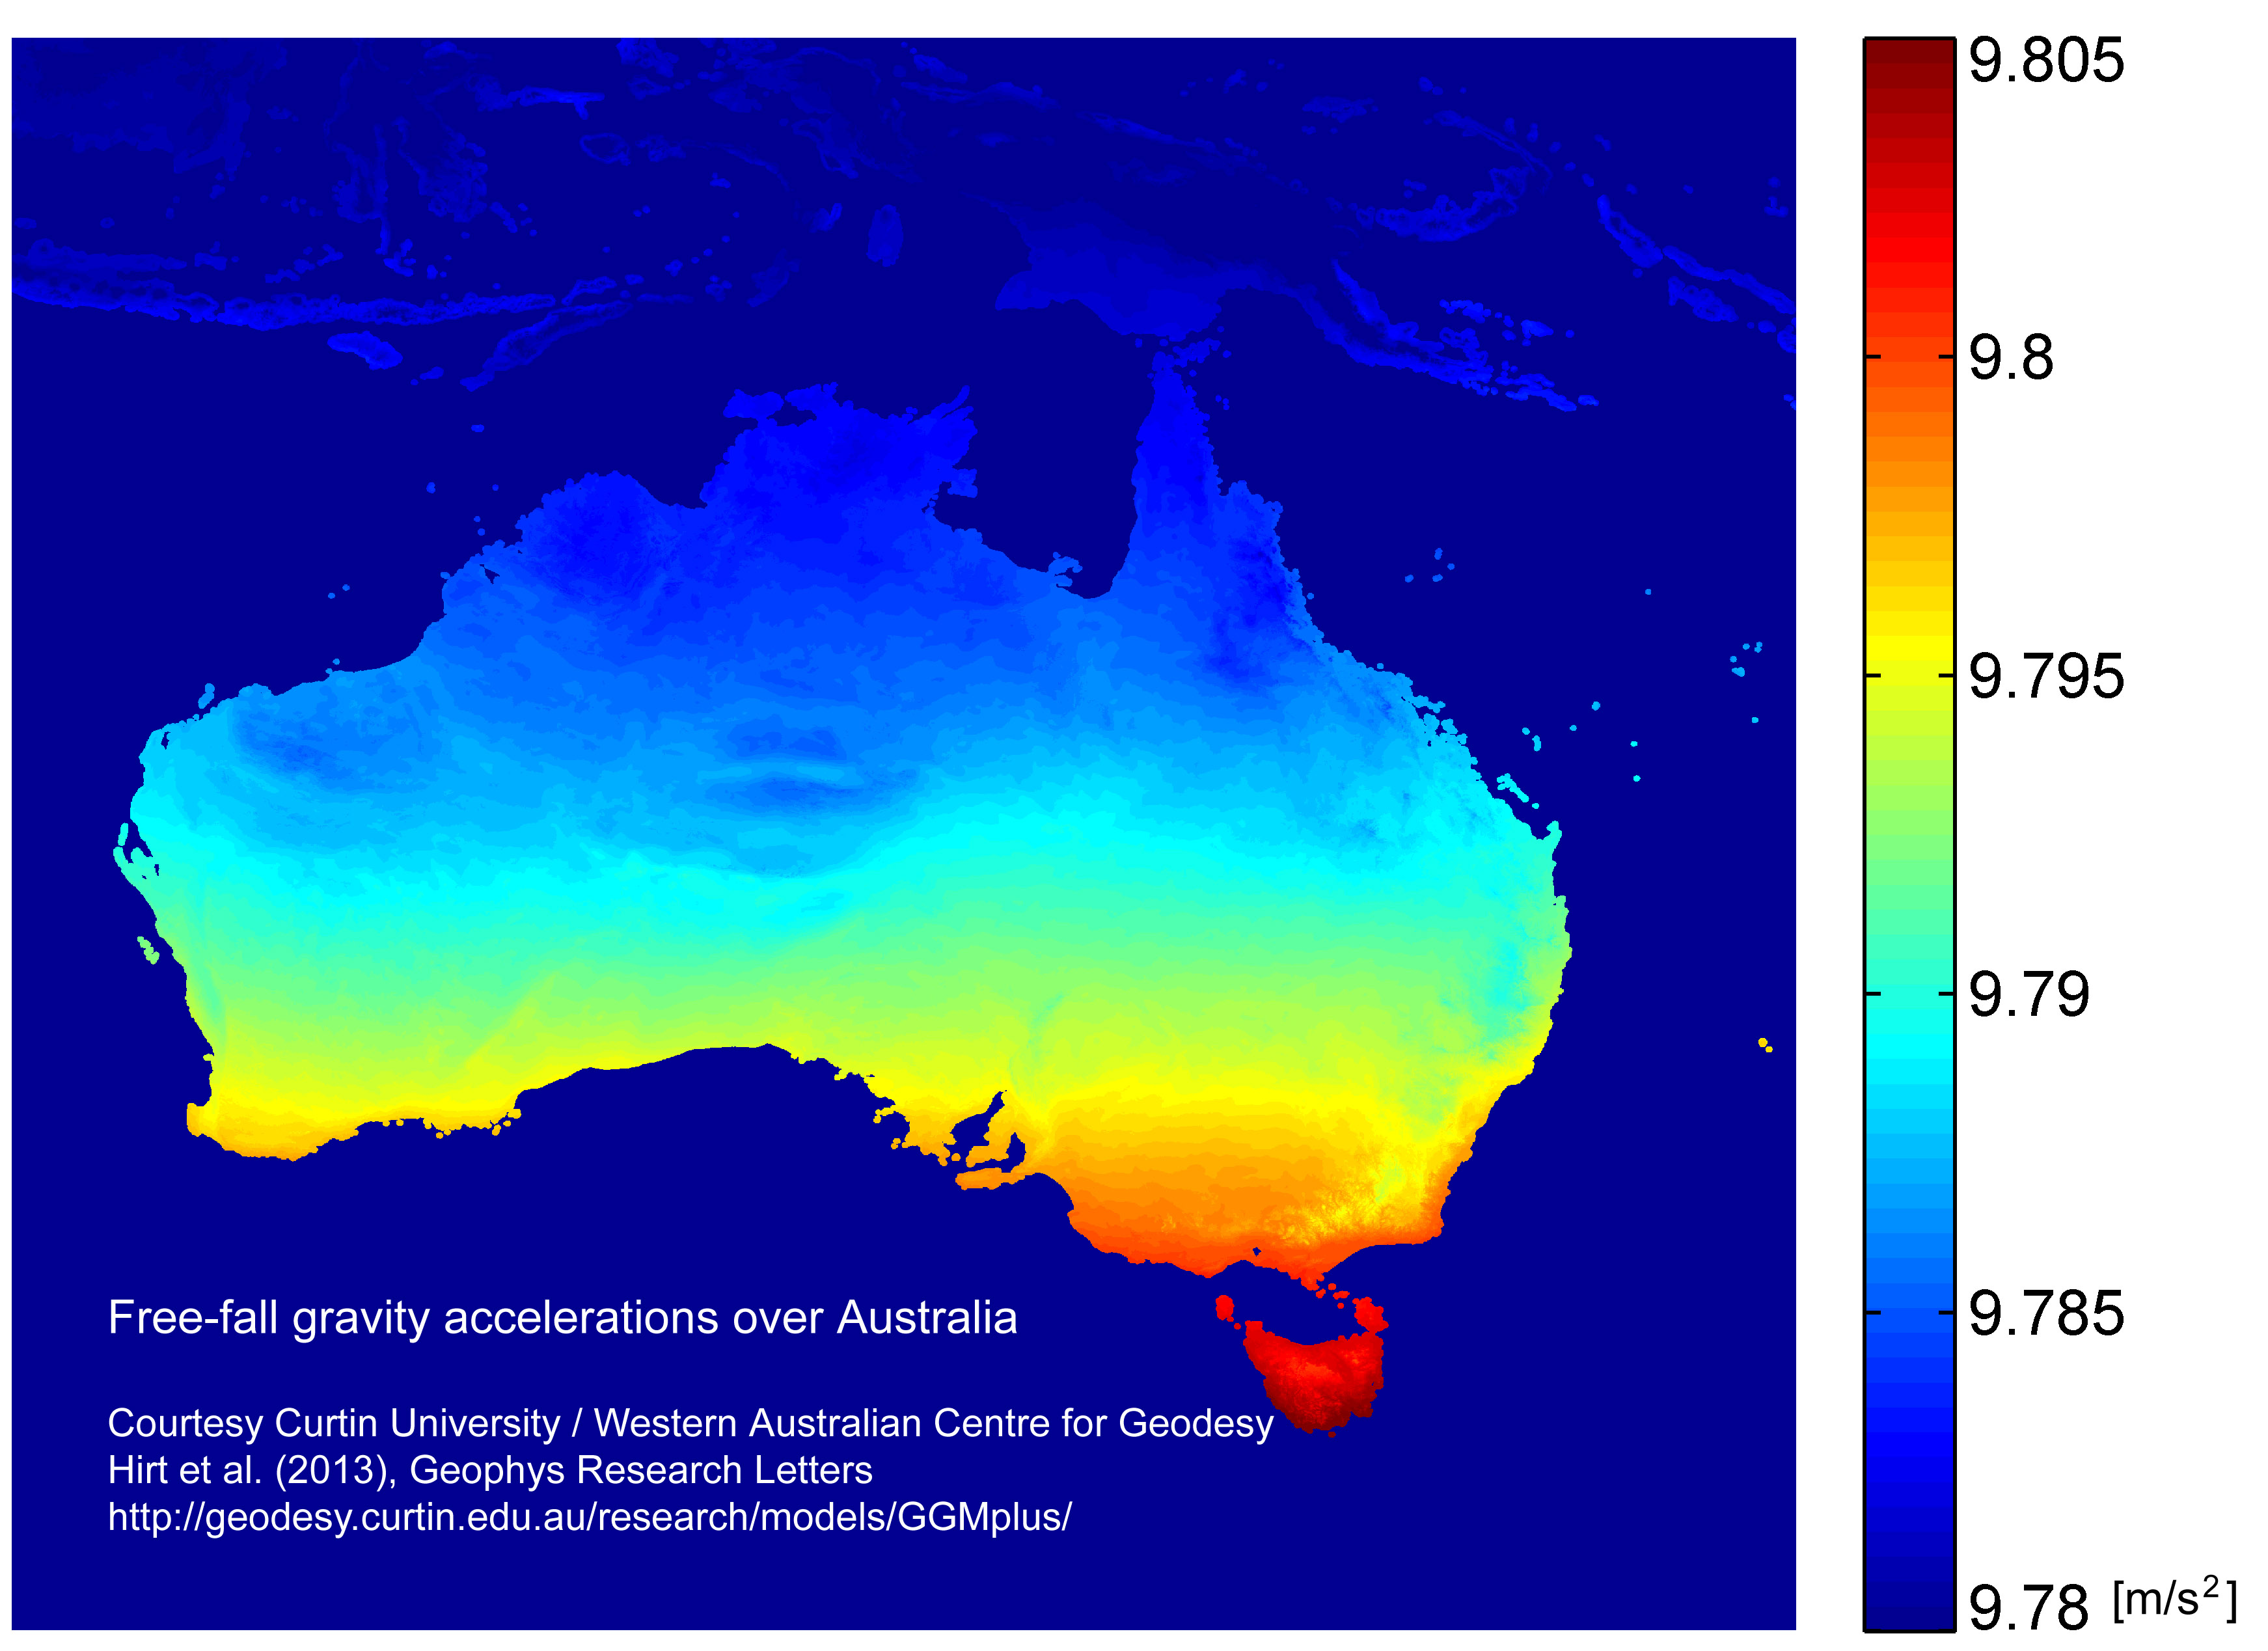 9.805
9.8
9.795
9.79
9.785
9.78 [m/s²]
Free-fall gravity accelerations over Australia
Courtesy Curtin University / Western Australian Centre for Geodesy
Hirt et al. (2013), Geophys Research Letters
http://geodesy.curtin.edu.au/research/models/GGMplus/